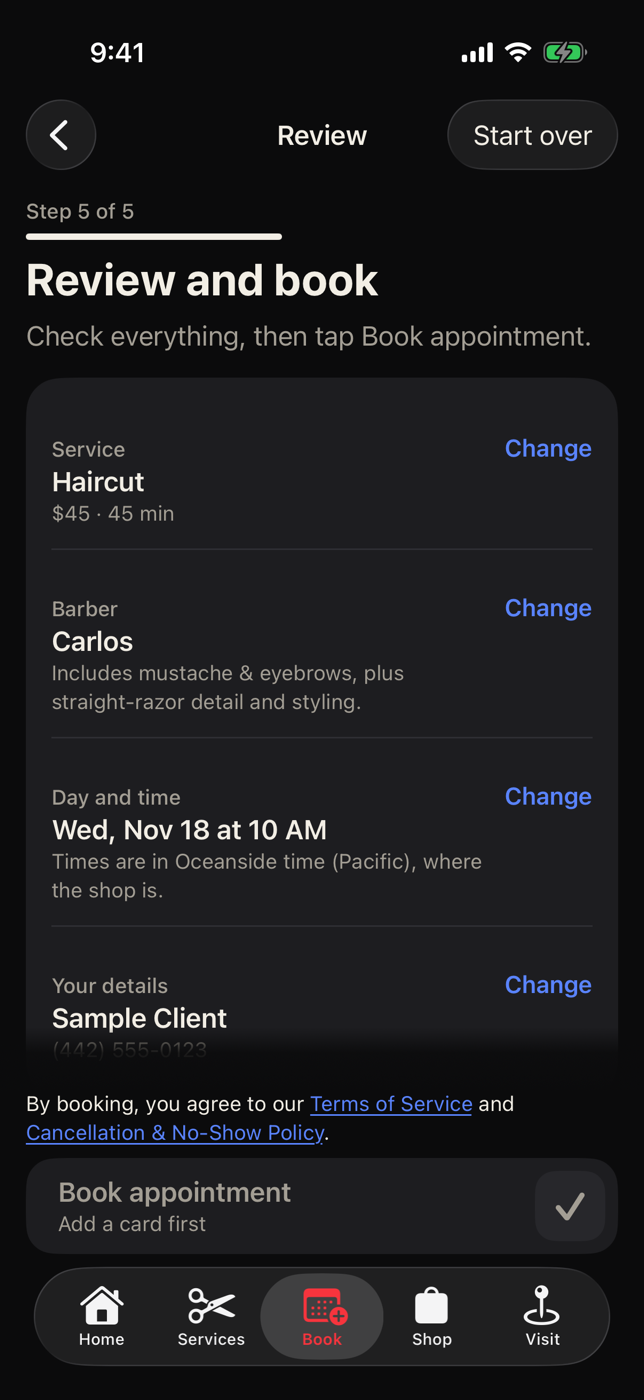 9:41
Review
Start over
Step 5 of 5
Review and book
Check everything, then tap Book appointment.
Service
Change
Haircut
$45 · 45 min
Barber
Change
Carlos
Includes mustache & eyebrows, plus
straight-razor detail and styling.
Day and time
Change
Wed, Nov 18 at 10 AM
Times are in Oceanside time (Pacific), where
the shop is.
Your details
Change
Sample Client
(442) 555-0123
By booking, you agree to our Terms of Service and
Cancellation & No-Show Policy.
Book appointment
Add a card first
Home
Services
Book
Shop
Visit